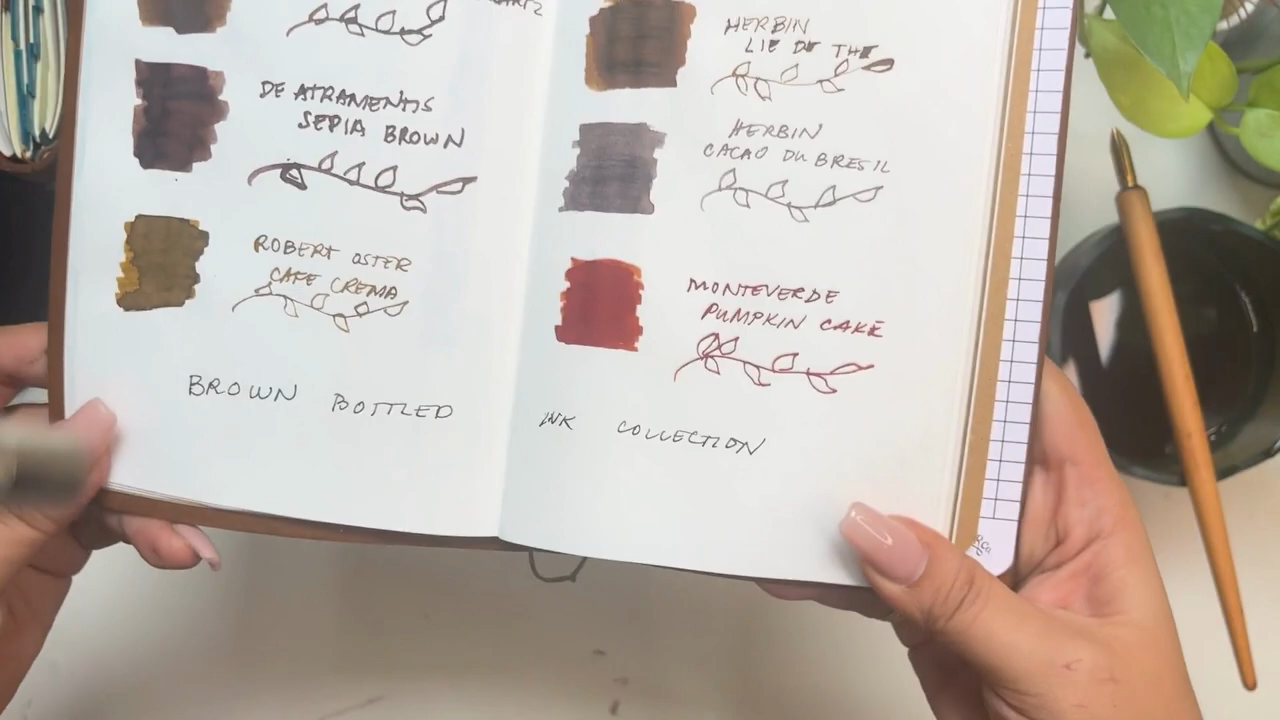 DE ATRAMENTIS
SEPIA BROWN
ROBERT OSTER
CAFE CREMA
HERBIN
LIE DE THE
HERBIN
CACAO DU BRESIL
MONTEVERDE
PUMPKIN CAKE
BROWN BOTTLED INK COLLECTION